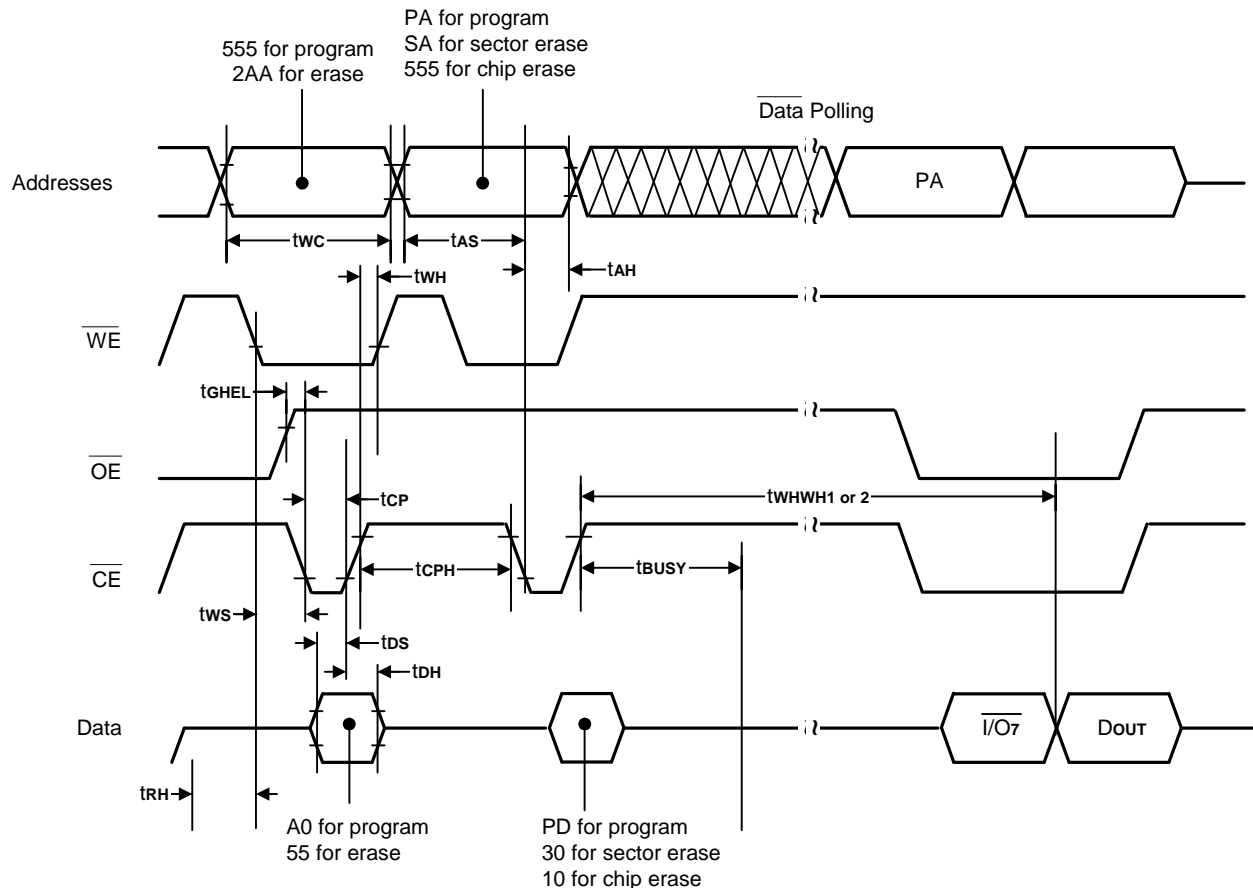 555 for program
2AA for erase
PA for program
SA for sector erase
555 for chip erase
Data Polling
Addresses
PA
tWC
tAS
tWH
tAH
WE
tGHEL
OE
tCP
tWHWH1 or 2
CE
tCPH
tBUSY
tWS
tDS
tDH
Data
I/O7
DOUT
tRH
A0 for program
55 for erase
PD for program
30 for sector erase
10 for chip erase